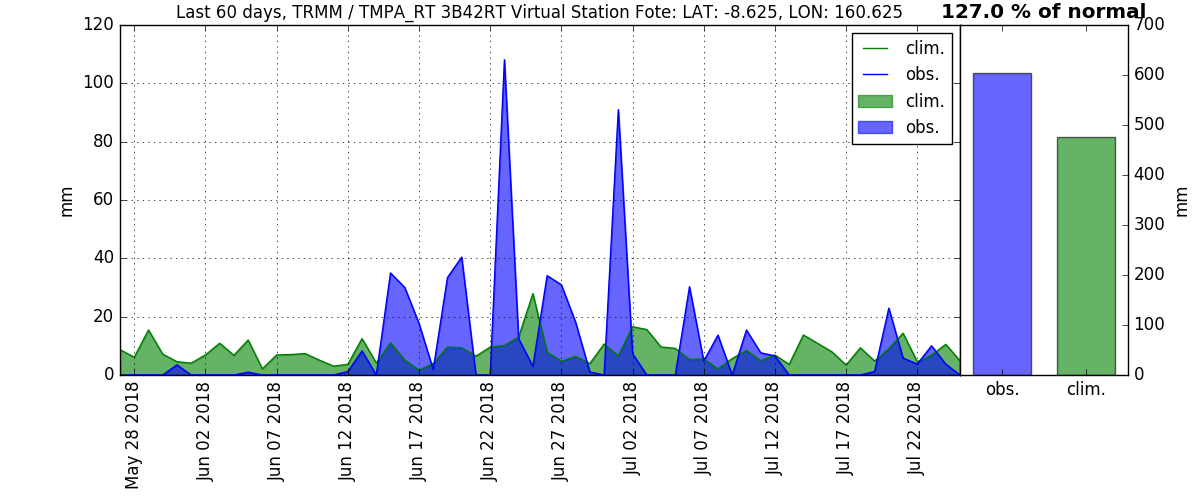 Last 60 days, TRMM / TMPA_RT 3B42RT Virtual Station Fote: LAT: -8.625, LON: 160.625
127.0 % of normal
120
100
80
60
40
20
0
mm
clim.
obs.
clim.
obs.
May 28 2018
Jun 02 2018
Jun 07 2018
Jun 12 2018
Jun 17 2018
Jun 22 2018
Jun 27 2018
Jul 02 2018
Jul 07 2018
Jul 12 2018
Jul 17 2018
Jul 22 2018
700
600
500
400
300
200
100
0
mm
obs.
clim.